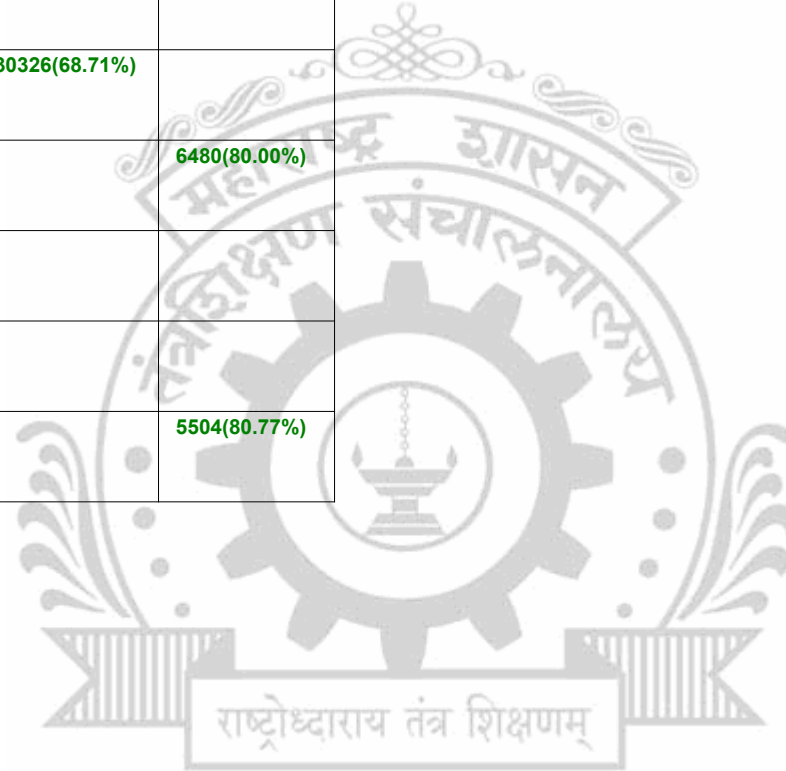 30326(68.71%)
6480(80.00%)
5504(80.77%)
महाराष्ट्र शासन
तंत्रशिक्षण संचालनालय
राष्ट्रोध्दाराय तंत्र शिक्षणम्